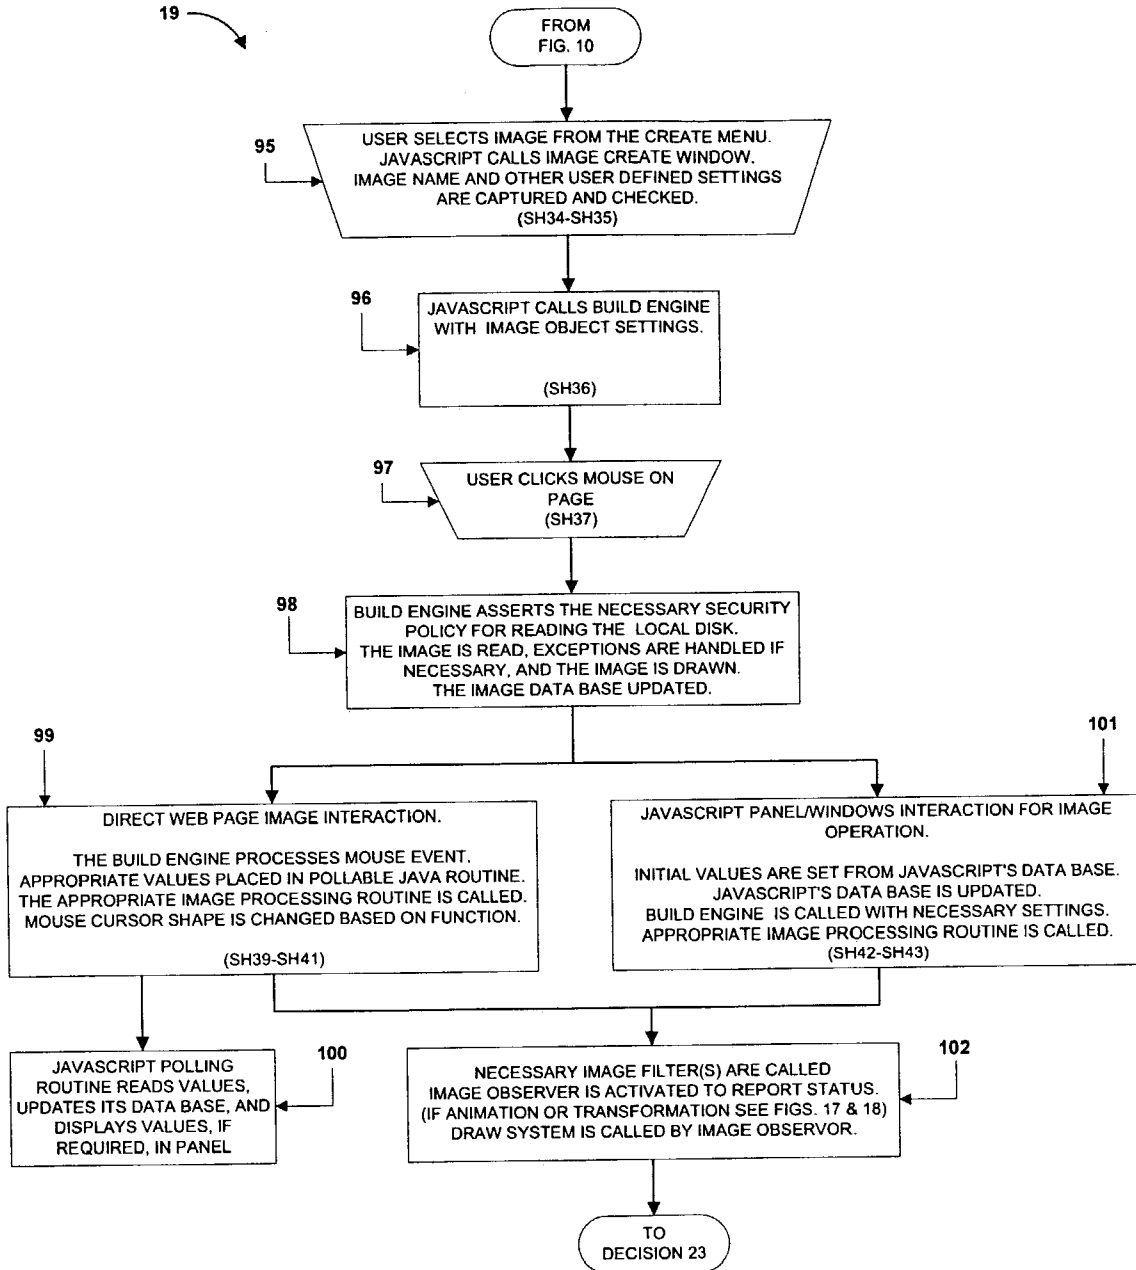 19
FROM
FIG. 10
95
USER SELECTS IMAGE FROM THE CREATE MENU.
JAVASCRIPT CALLS IMAGE CREATE WINDOW.
IMAGE NAME AND OTHER USER DEFINED SETTINGS
ARE CAPTURED AND CHECKED.
(SH34-SH35)
96
JAVASCRIPT CALLS BUILD ENGINE
WITH IMAGE OBJECT SETTINGS.
(SH36)
97
USER CLICKS MOUSE ON
PAGE
(SH37)
98
BUILD ENGINE ASSERTS THE NECESSARY SECURITY
POLICY FOR READING THE LOCAL DISK.
THE IMAGE IS READ, EXCEPTIONS ARE HANDLED IF
NECESSARY, AND THE IMAGE IS DRAWN.
THE IMAGE DATA BASE UPDATED.
99
DIRECT WEB PAGE IMAGE INTERACTION.
THE BUILD ENGINE PROCESSES MOUSE EVENT.
APPROPRIATE VALUES PLACED IN POLLABLE JAVA ROUTINE.
THE APPROPRIATE IMAGE PROCESSING ROUTINE IS CALLED.
MOUSE CURSOR SHAPE IS CHANGED BASED ON FUNCTION.
(SH39-SH41)
101
JAVASCRIPT PANEL/WINDOWS INTERACTION FOR IMAGE
OPERATION.
INITIAL VALUES ARE SET FROM JAVASCRIPT'S DATA BASE.
JAVASCRIPT'S DATA BASE IS UPDATED.
BUILD ENGINE IS CALLED WITH NECESSARY SETTINGS.
APPROPRIATE IMAGE PROCESSING ROUTINE IS CALLED.
(SH42-SH43)
JAVASCRIPT POLLING
ROUTINE READS VALUES,
UPDATES ITS DATA BASE, AND
DISPLAYS VALUES, IF
REQUIRED, IN PANEL
100
NECESSARY IMAGE FILTER(S) ARE CALLED
IMAGE OBSERVER IS ACTIVATED TO REPORT STATUS.
(IF ANIMATION OR TRANSFORMATION SEE FIGS. 17 & 18)
DRAW SYSTEM IS CALLED BY IMAGE OBSERVOR.
102
TO
DECISION 23